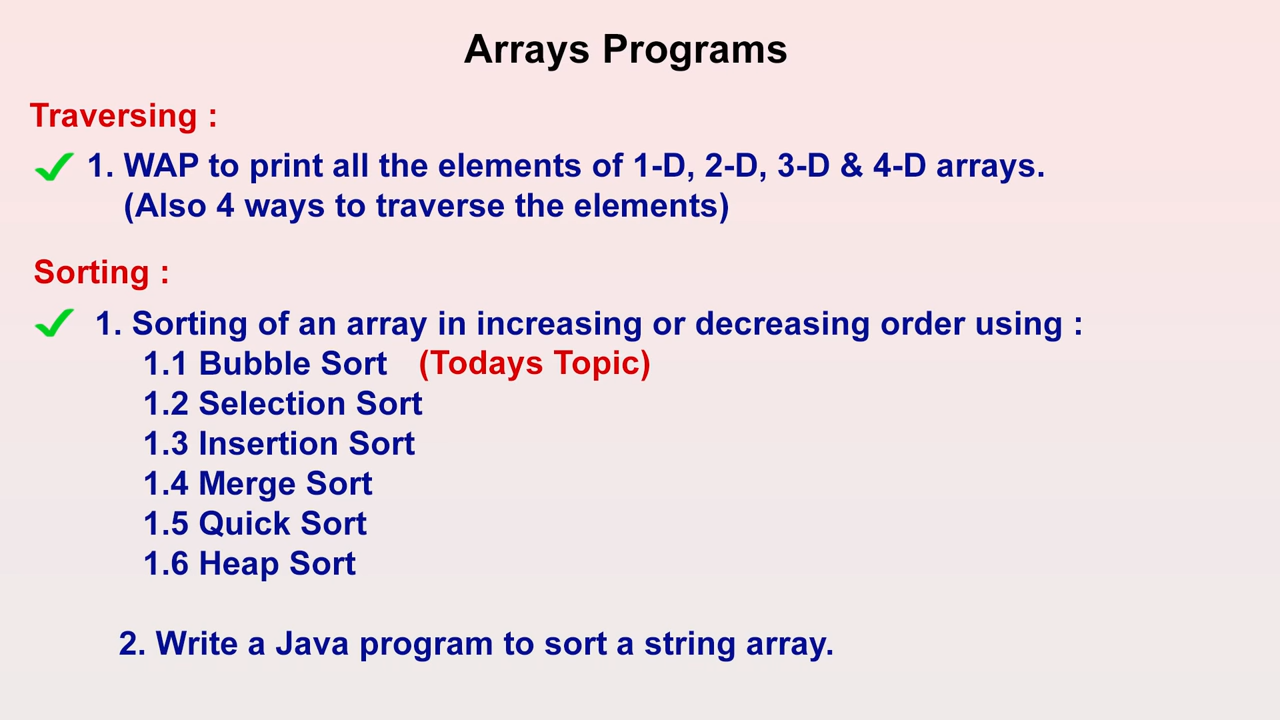 Arrays Programs
Traversing :
1. WAP to print all the elements of 1-D, 2-D, 3-D & 4-D arrays.
(Also 4 ways to traverse the elements)
Sorting :
1. Sorting of an array in increasing or decreasing order using :
1.1 Bubble Sort (Todays Topic)
1.2 Selection Sort
1.3 Insertion Sort
1.4 Merge Sort
1.5 Quick Sort
1.6 Heap Sort
2. Write a Java program to sort a string array.